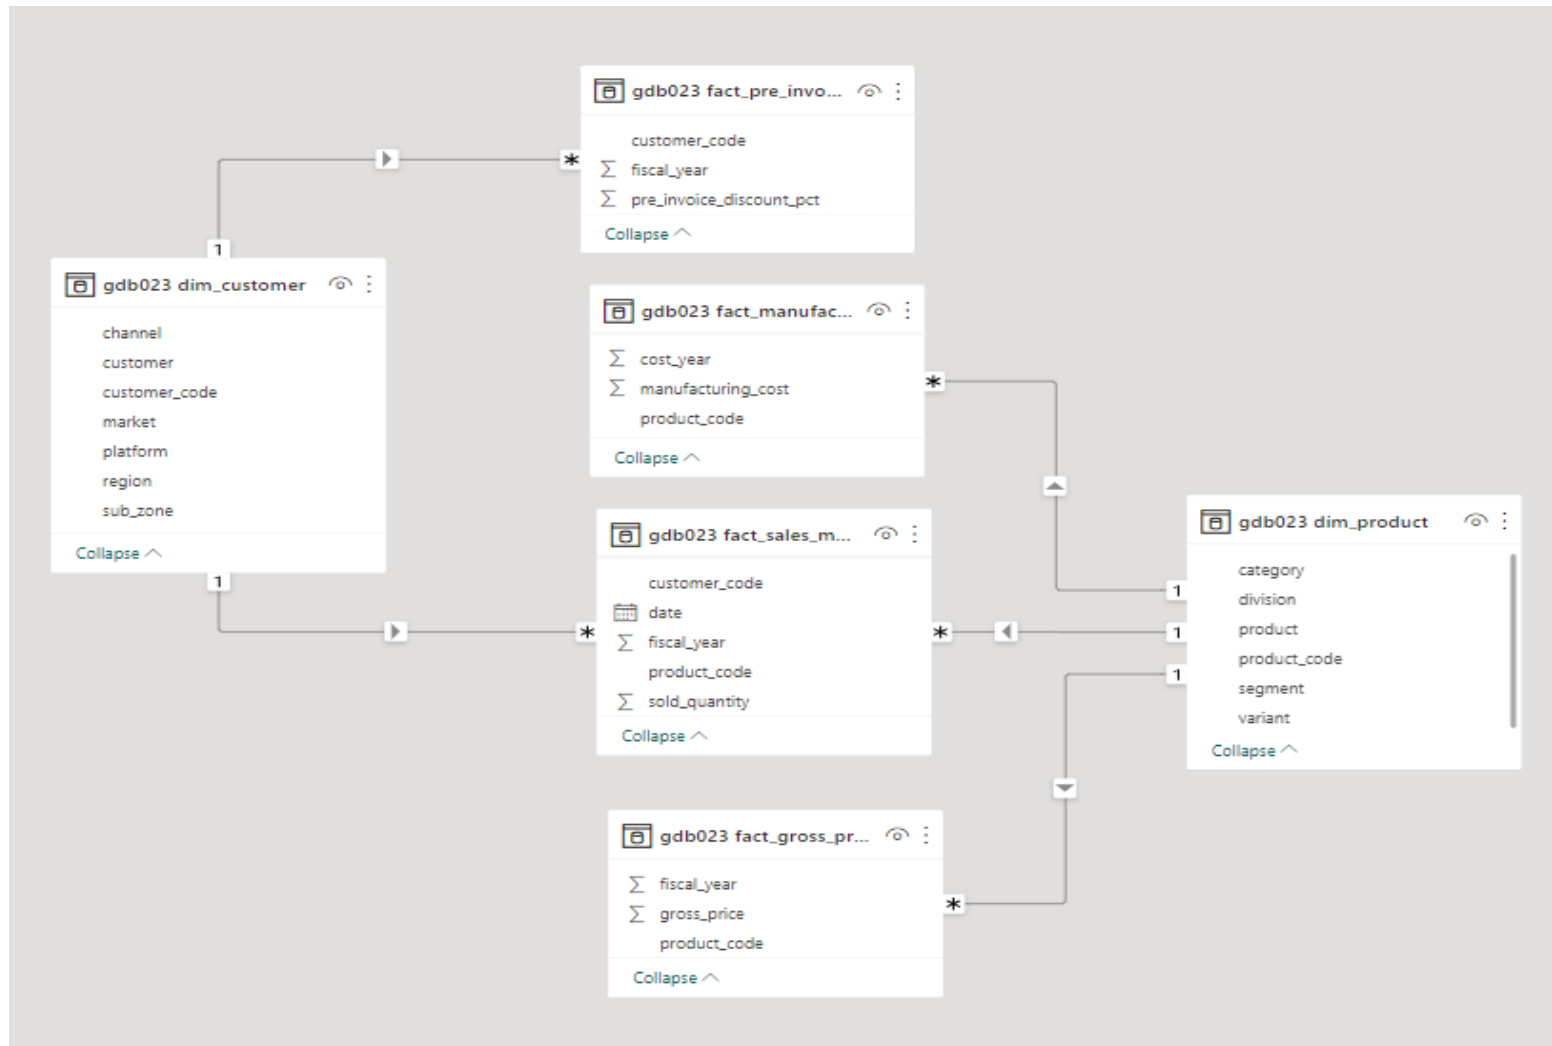 gdb023 fact_pre_invo...
customer_code
fiscal_year
pre_invoice_discount_pct
Collapse
1
*
gdb023 dim_customer
channel
customer
customer_code
market
platform
region
sub_zone
Collapse
1
*
gdb023 fact_manufac...
cost_year
manufacturing_cost
product_code
Collapse
*
gdb023 fact_sales_m...
customer_code
date
fiscal_year
product_code
sold_quantity
Collapse
*
gdb023 dim_product
category
division
product
product_code
segment
variant
Collapse
1
1
1
gdb023 fact_gross_pr...
fiscal_year
gross_price
product_code
Collapse
*